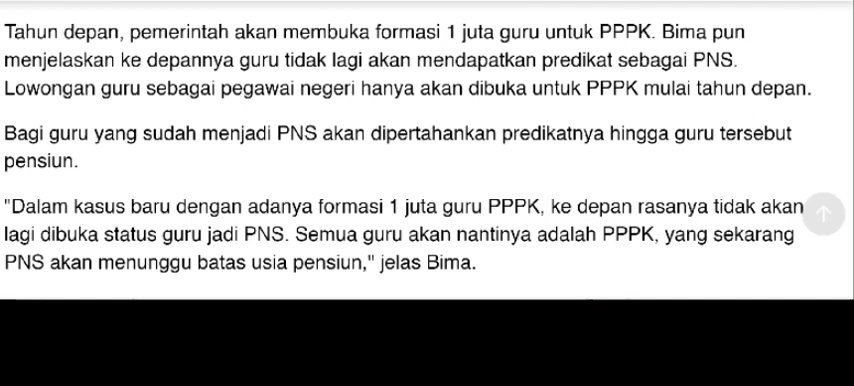 Tahun depan, pemerintah akan membuka formasi 1 juta guru untuk PPPK. Bima pun
menjelaskan ke depannya guru tidak lagi akan mendapatkan predikat sebagai PNS.
Lowongan guru sebagai pegawai negeri hanya akan dibuka untuk PPPK mulai tahun depan.
Bagi guru yang sudah menjadi PNS akan dipertahankan predikatnya hingga guru tersebut
pensiun.
"Dalam kasus baru dengan adanya formasi 1 juta guru PPPK, ke depan rasanya tidak akan
lagi dibuka status guru jadi PNS. Semua guru akan nantinya adalah PPPK, yang sekarang
PNS akan menunggu batas usia pensiun," jelas Bima.